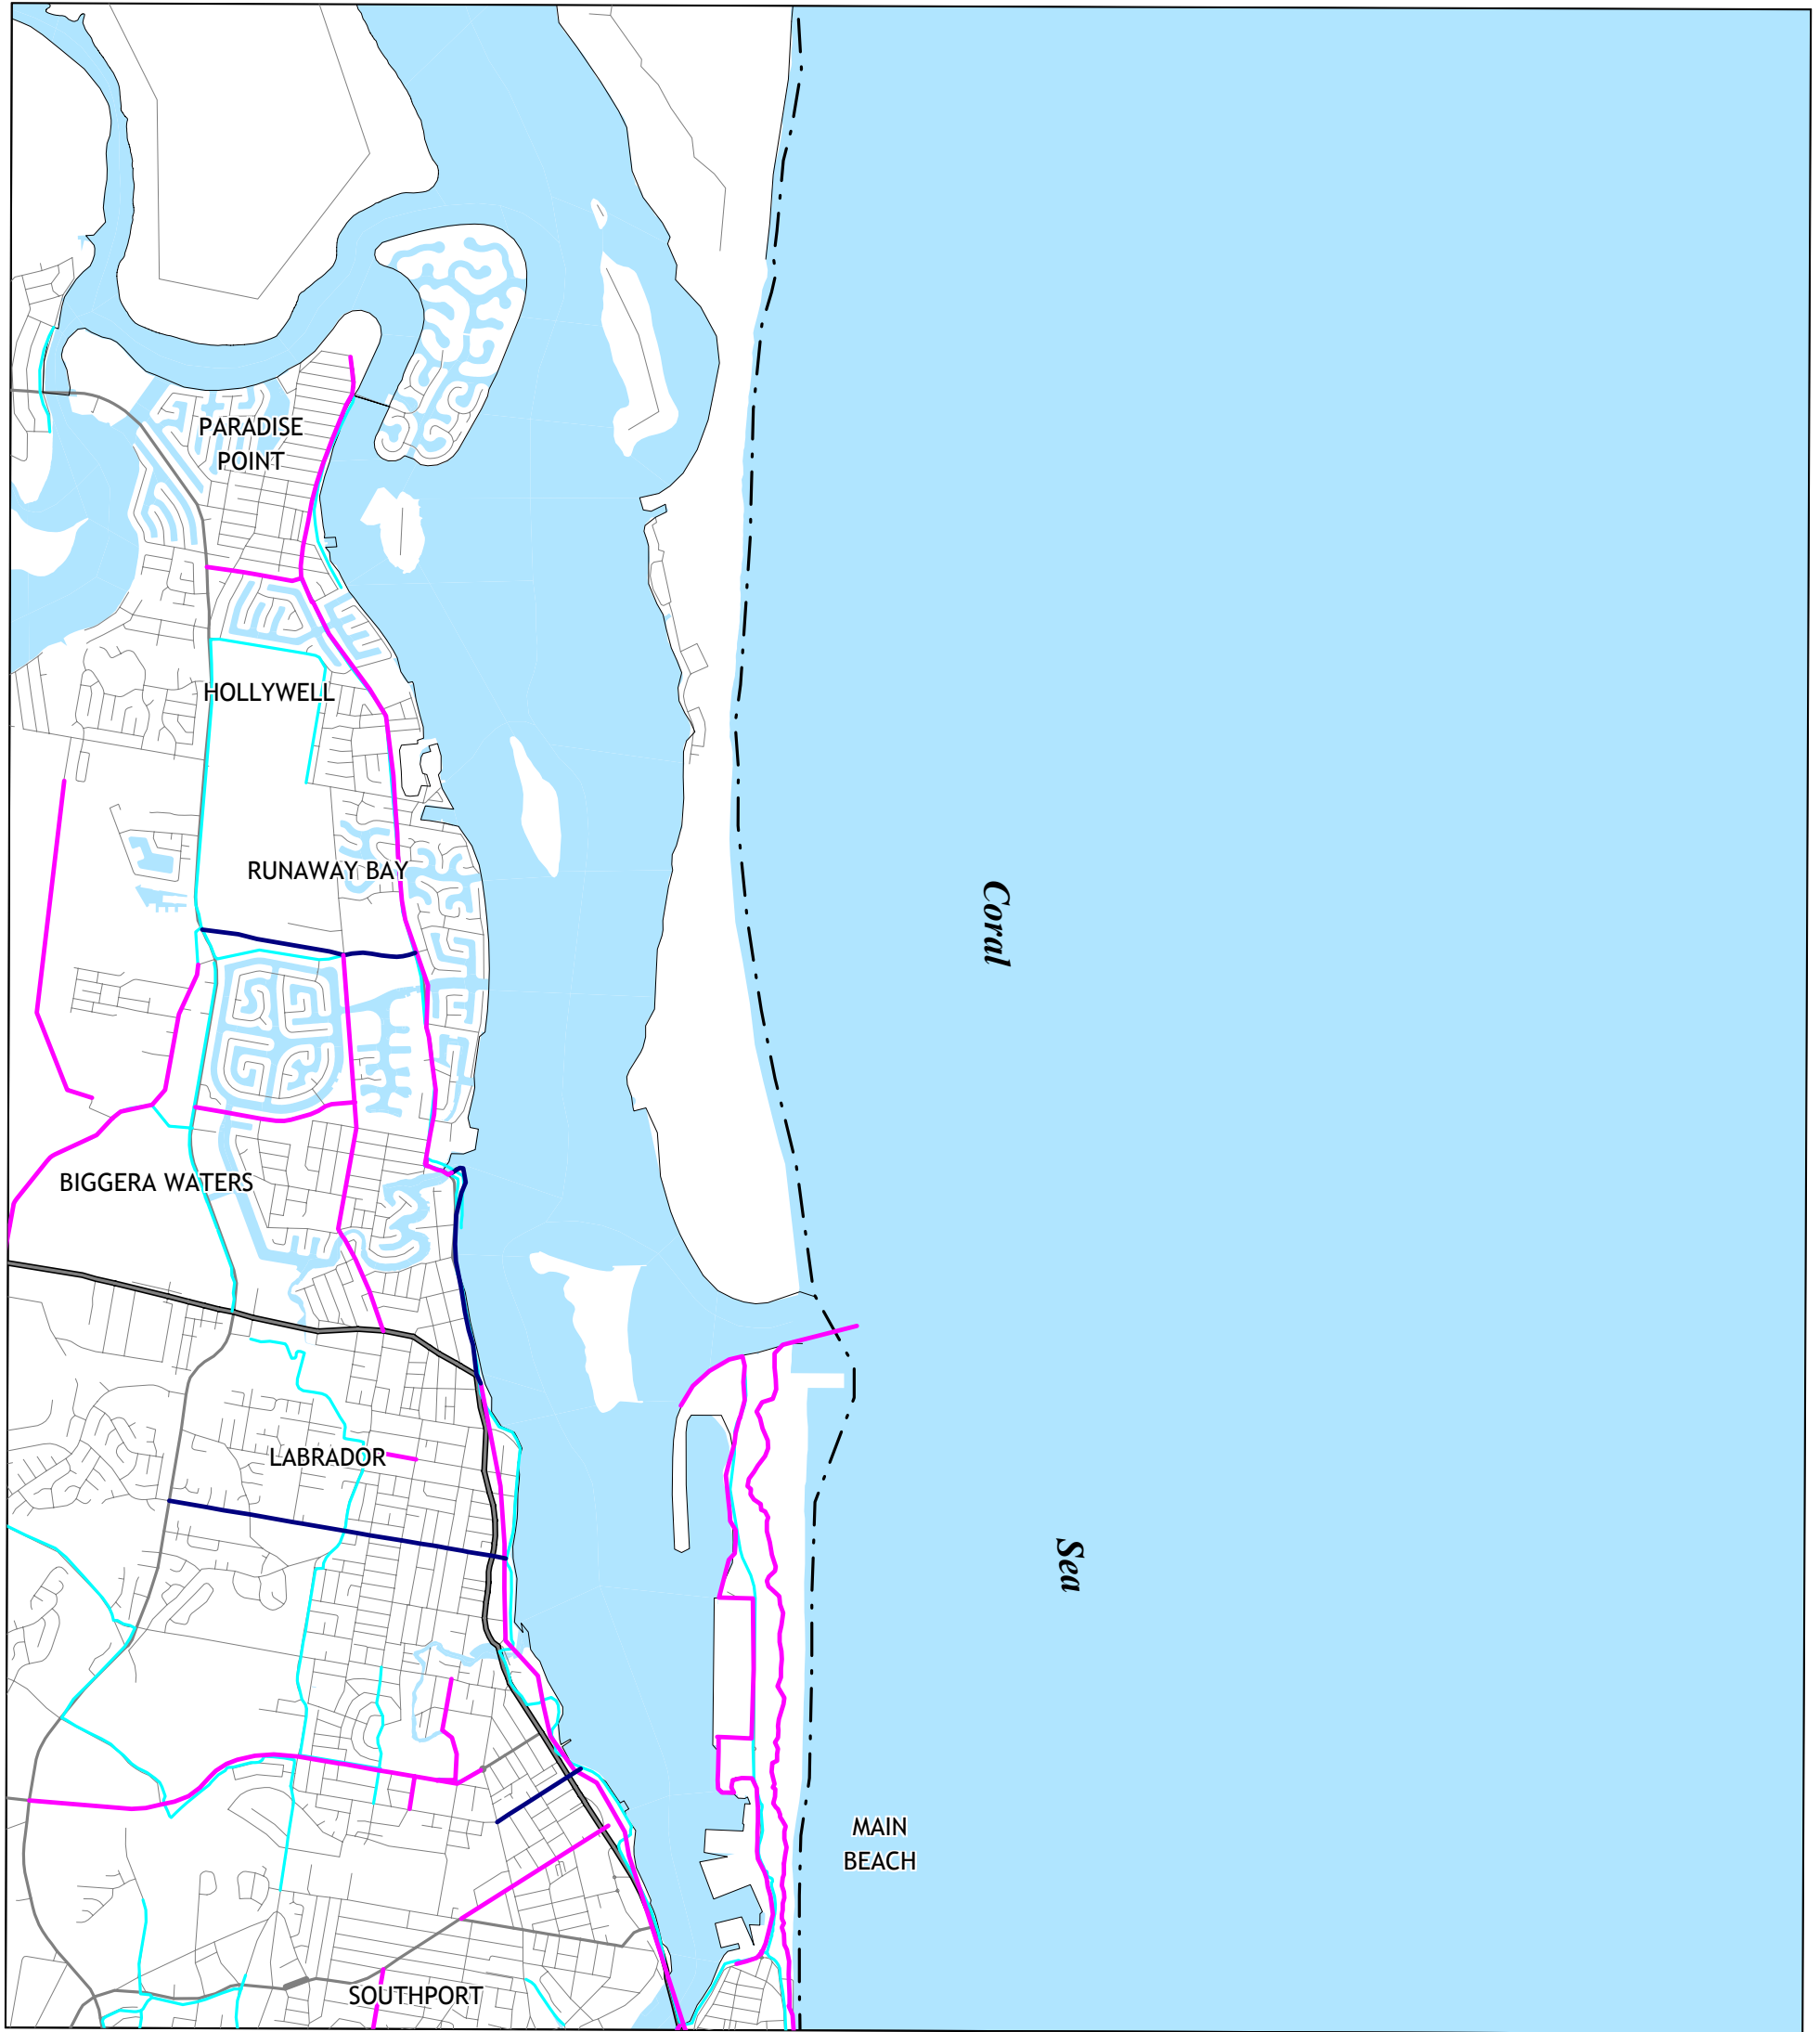 PARADISE
POINT
HOLLYWELL
RUNAWAY BAY
Coral
BIGGERA WATERS
LABRADOR
Sea
MAIN
BEACH
SOUTHPORT